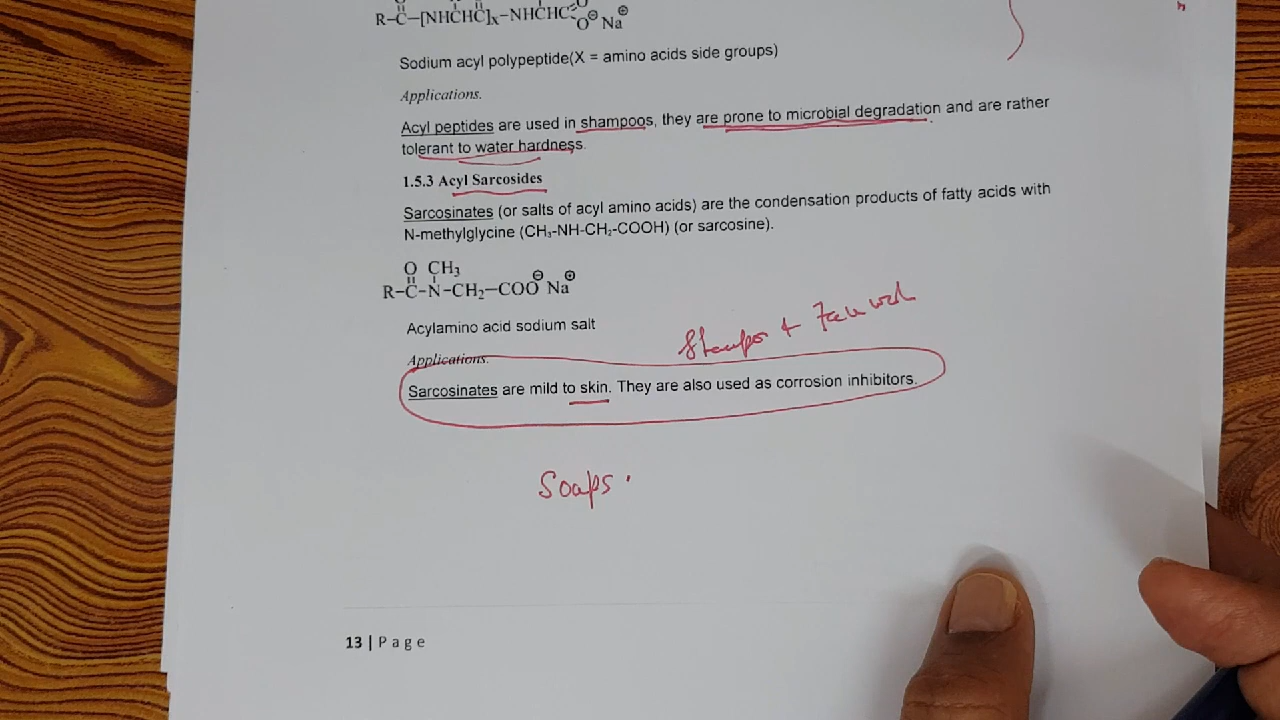 R–C–[NHCHC]x–NHCHC O⊖ Na⊕
Sodium acyl polypeptide(X = amino acids side groups)
Applications.
Acyl peptides are used in shampoos, they are prone to microbial degradation and are rather
tolerant to water hardness.
1.5.3 Acyl Sarcosides
Sarcosinates (or salts of acyl amino acids) are the condensation products of fatty acids with
N-methylglycine (CH₃-NH-CH₂-COOH) (or sarcosine).
O CH₃
R–C–N–CH₂–COO⊖ Na⊕
Acylamino acid sodium salt
Applications.
Sarcosinates are mild to skin. They are also used as corrosion inhibitors.
Soaps.
13 | Page